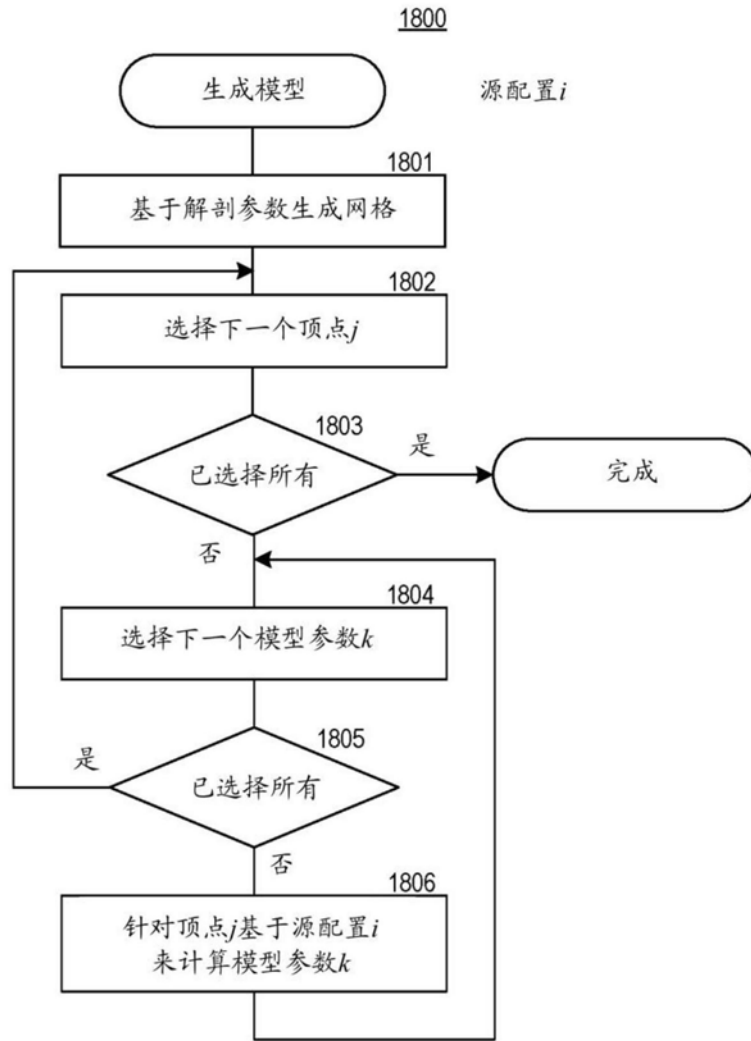 1800
生成模型
源配置i
1801
基于解剖参数生成网格
1802
选择下一个顶点j
1803
已选择所有
是
完成
否
1804
选择下一个模型参数k
1805
是
已选择所有
否
1806
针对顶点j基于源配置i
来计算模型参数k